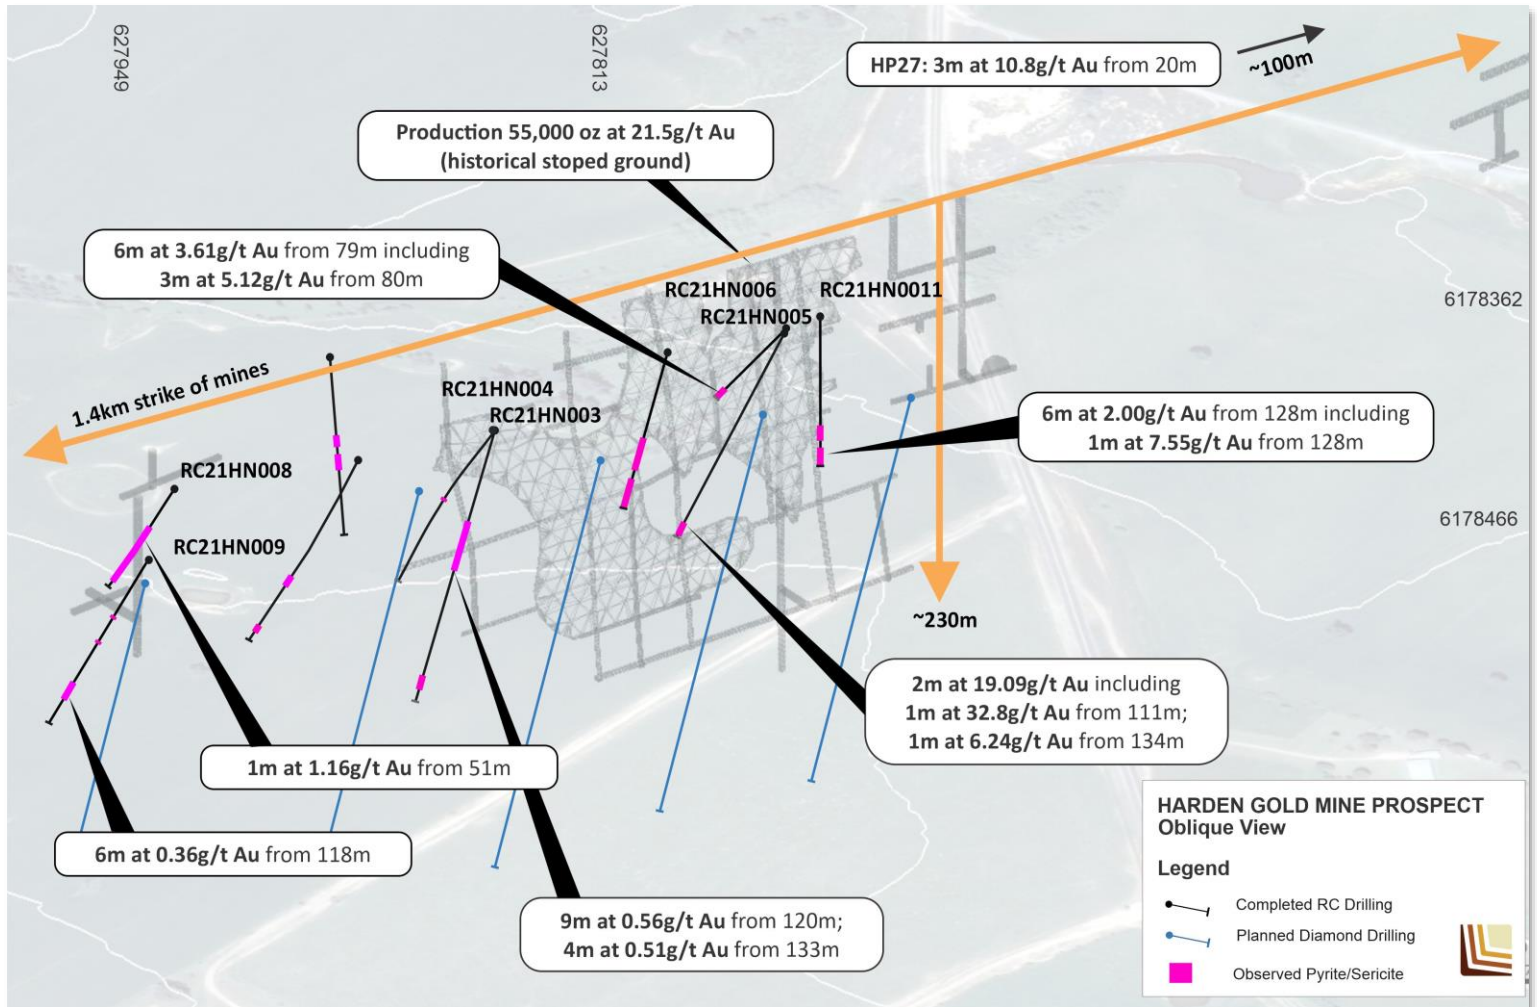 627949
627813
HP27: 3m at 10.8g/t Au from 20m
~100m
Production 55,000 oz at 21.5g/t Au
(historical stoped ground)
6m at 3.61g/t Au from 79m including
3m at 5.12g/t Au from 80m
RC21HN006
RC21HN0011
RC21HN005
6178362
1.4km strike of mines
RC21HN004
RC21HN003
6m at 2.00g/t Au from 128m including
1m at 7.55g/t Au from 128m
RC21HN008
6178466
RC21HN009
~230m
2m at 19.09g/t Au including
1m at 32.8g/t Au from 111m;
1m at 6.24g/t Au from 134m
1m at 1.16g/t Au from 51m
6m at 0.36g/t Au from 118m
9m at 0.56g/t Au from 120m;
4m at 0.51g/t Au from 133m
HARDEN GOLD MINE PROSPECT
Oblique View
Legend
Completed RC Drilling
Planned Diamond Drilling
Observed Pyrite/Sericite